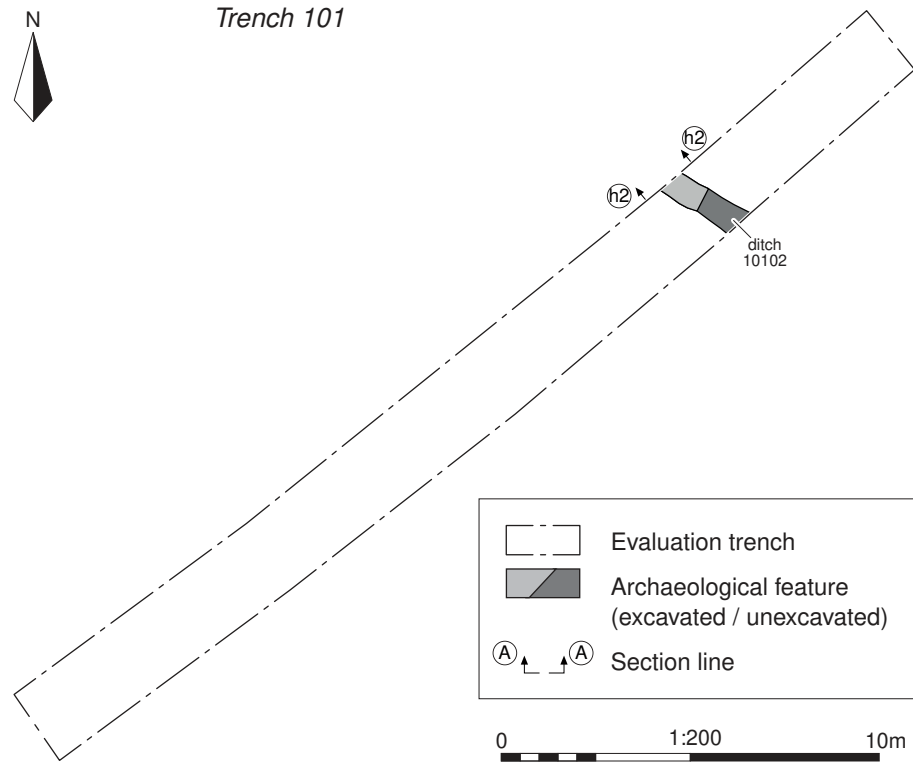 N
Trench 101
h2
h2
ditch
10102
Evaluation trench
Archaeological feature
(excavated / unexcavated)
A A Section line
0 1:200 10m